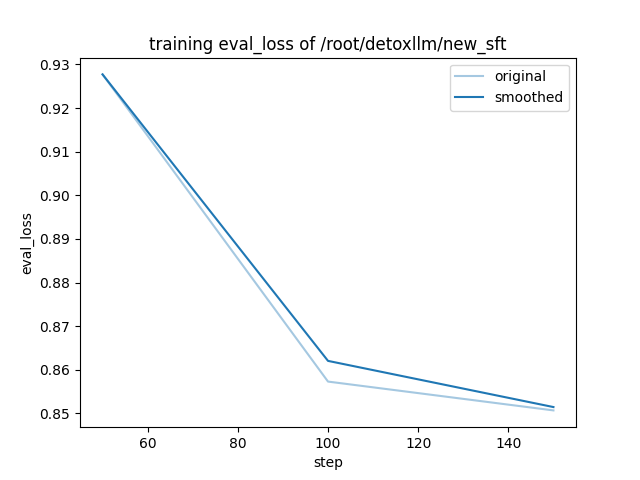 training eval_loss of /root/detoxllm/new_sft
original
smoothed
0.93
0.92
0.91
0.90
0.89
0.88
0.87
0.86
0.85
eval_loss
60 80 100 120 140
step